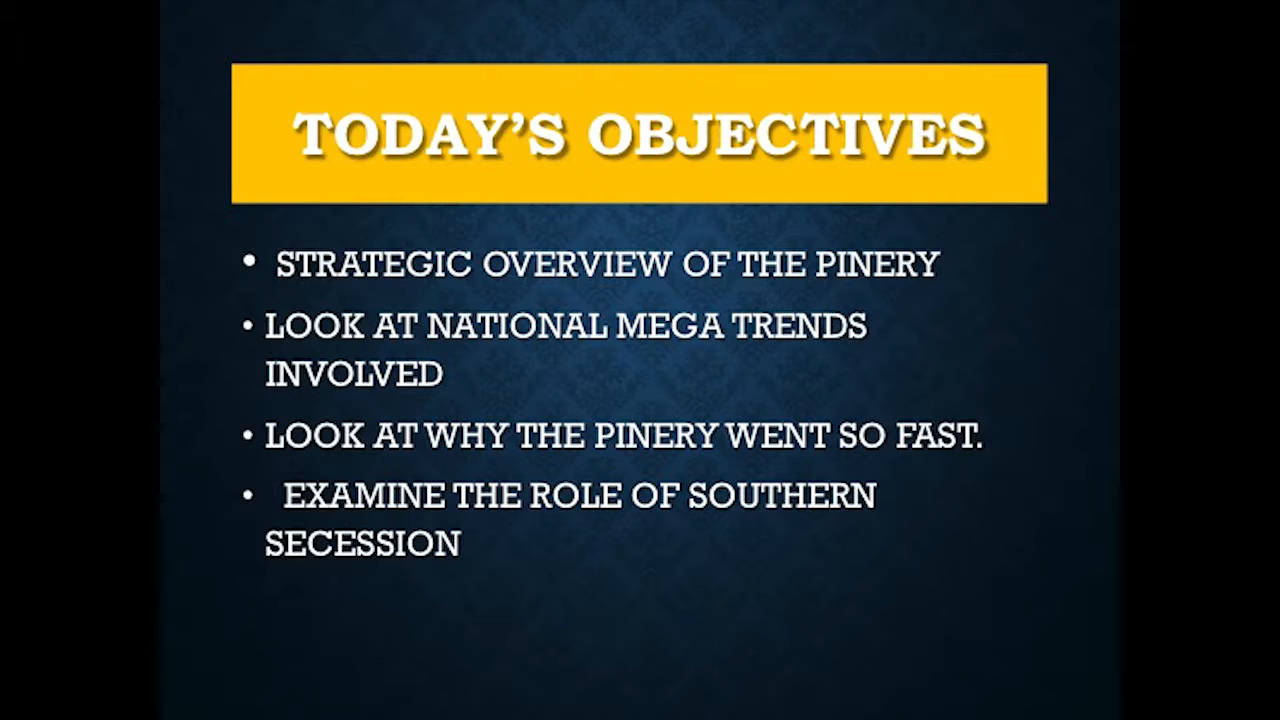 TODAY'S OBJECTIVES
• STRATEGIC OVERVIEW OF THE PINERY
• LOOK AT NATIONAL MEGA TRENDS
INVOLVED
• LOOK AT WHY THE PINERY WENT SO FAST.
• EXAMINE THE ROLE OF SOUTHERN
SECESSION